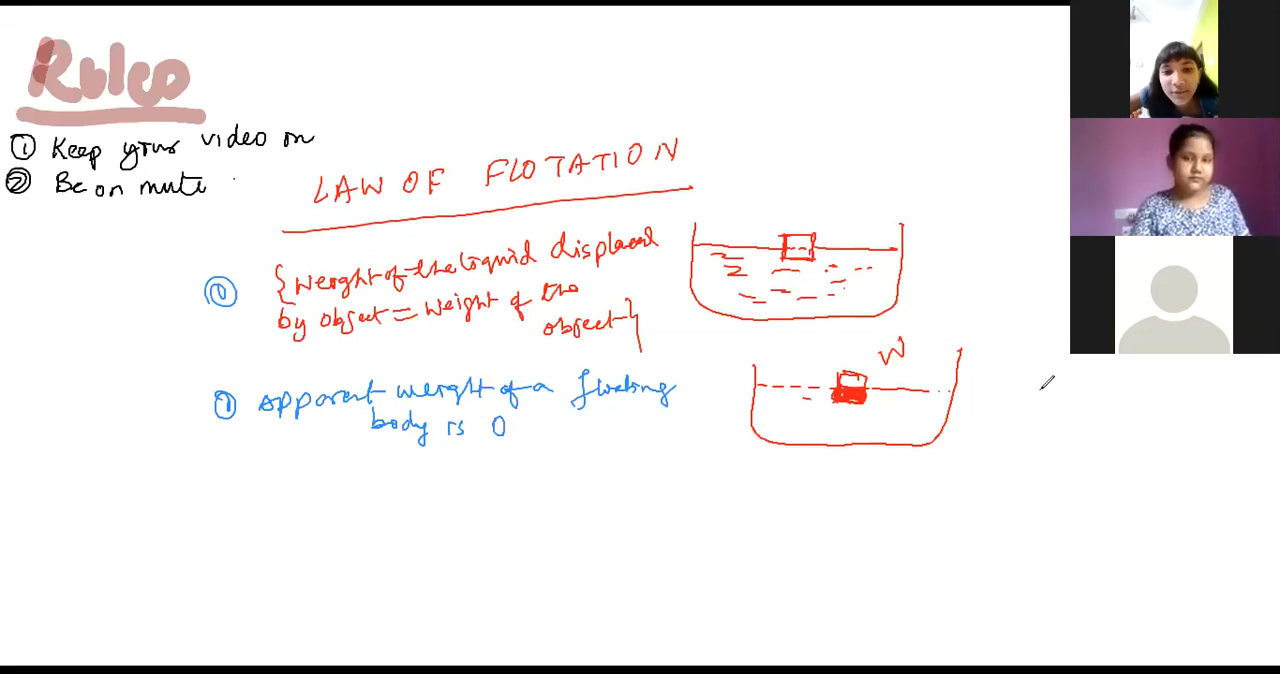 Rules
① Keep your video on
② Be on mute
LAW OF FLOTATION
① {Weight of the liquid displaced
by object = Weight of the
object}
① Apparent weight of a floating
body is 0
W